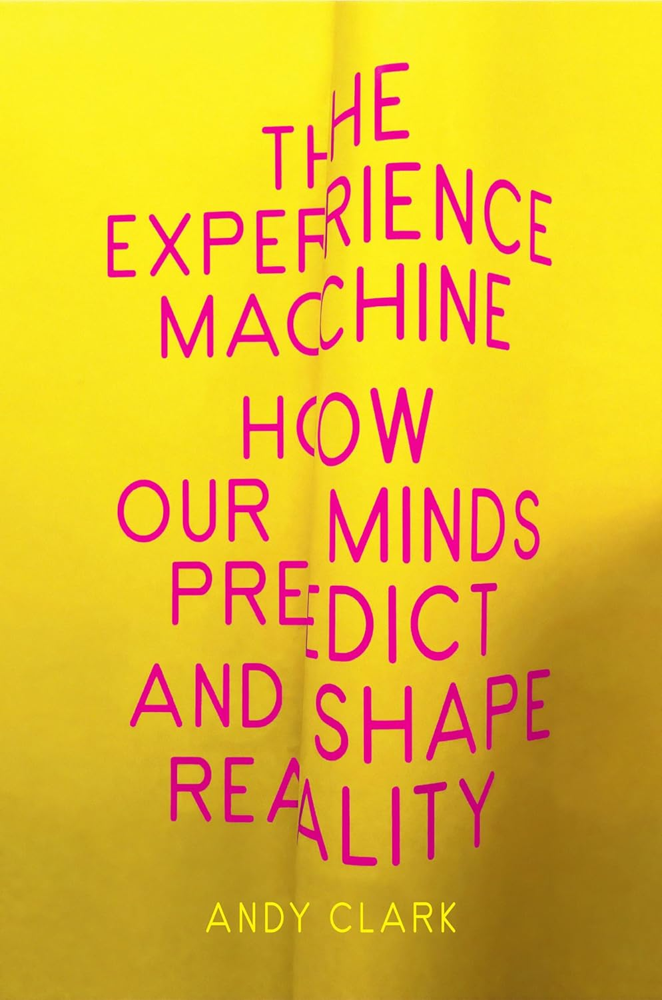 THE
EXPERIENCE
MACHINE
HOW
OUR MINDS
PREDICT
AND SHAPE
REALITY
ANDY CLARK